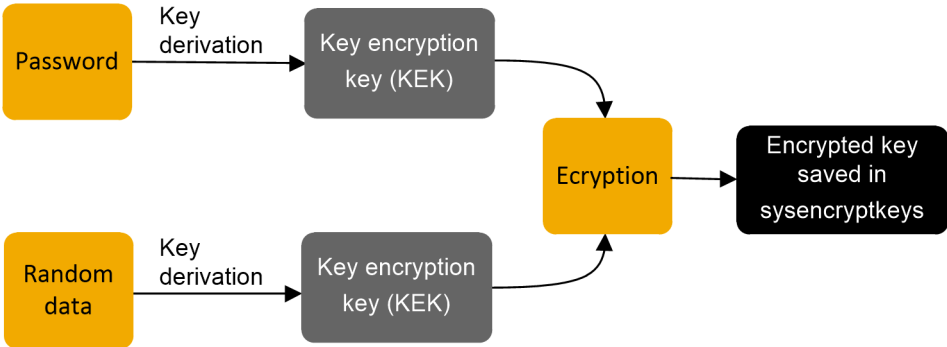 Password
Key
derivation
Key encryption
key (KEK)
Ecryption
Encrypted key
saved in
sysencryptkeys
Random
data
Key
derivation
Key encryption
key (KEK)